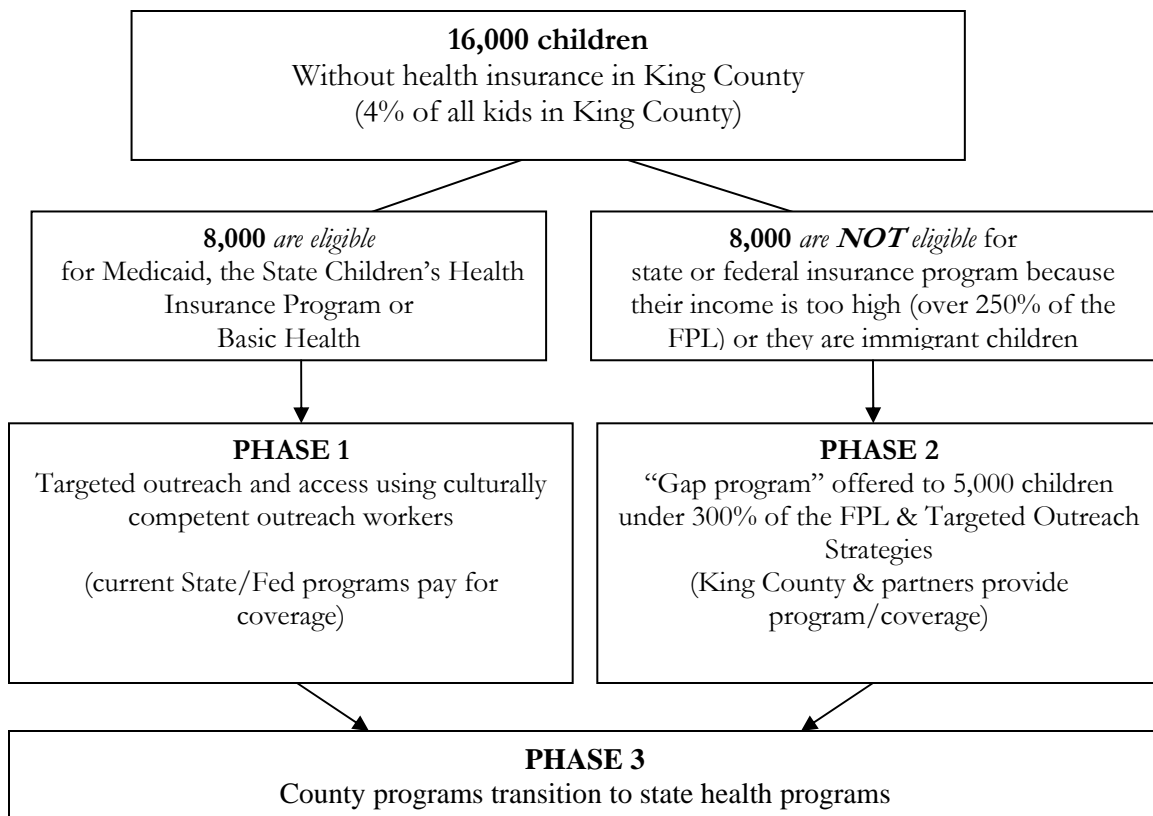 16,000 children
Without health insurance in King County
(4% of all kids in King County)
8,000 are eligible
for Medicaid, the State Children's Health
Insurance Program or
Basic Health
8,000 are NOT eligible for
state or federal insurance program because
their income is too high (over 250% of the
FPL) or they are immigrant children
PHASE 1
Targeted outreach and access using culturally
competent outreach workers
(current State/Fed programs pay for
coverage)
PHASE 2
“Gap program” offered to 5,000 children
under 300% of the FPL & Targeted Outreach
Strategies
(King County & partners provide
program/coverage)
PHASE 3
County programs transition to state health programs